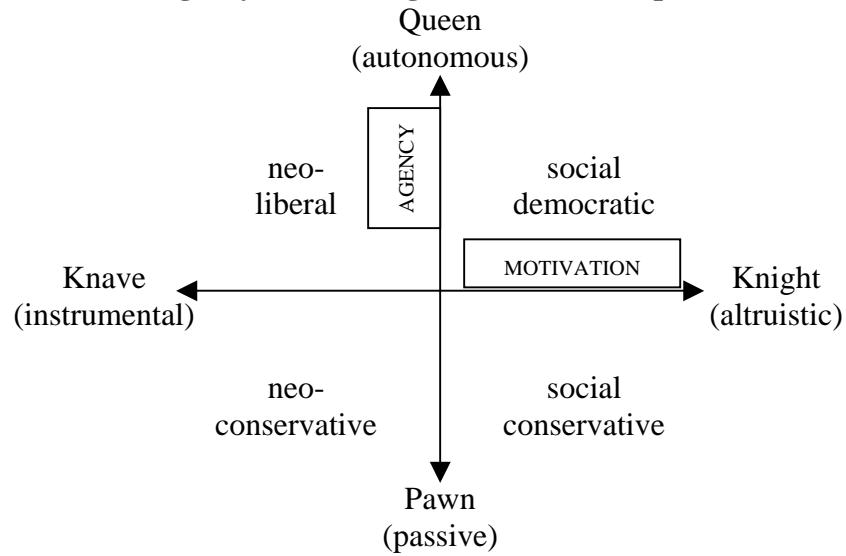 Queen
(autonomous)
AGENCY
neo-
liberal
social
democratic
MOTIVATION
Knave
(instrumental)
Knight
(altruistic)
neo-
conservative
social
conservative
Pawn
(passive)